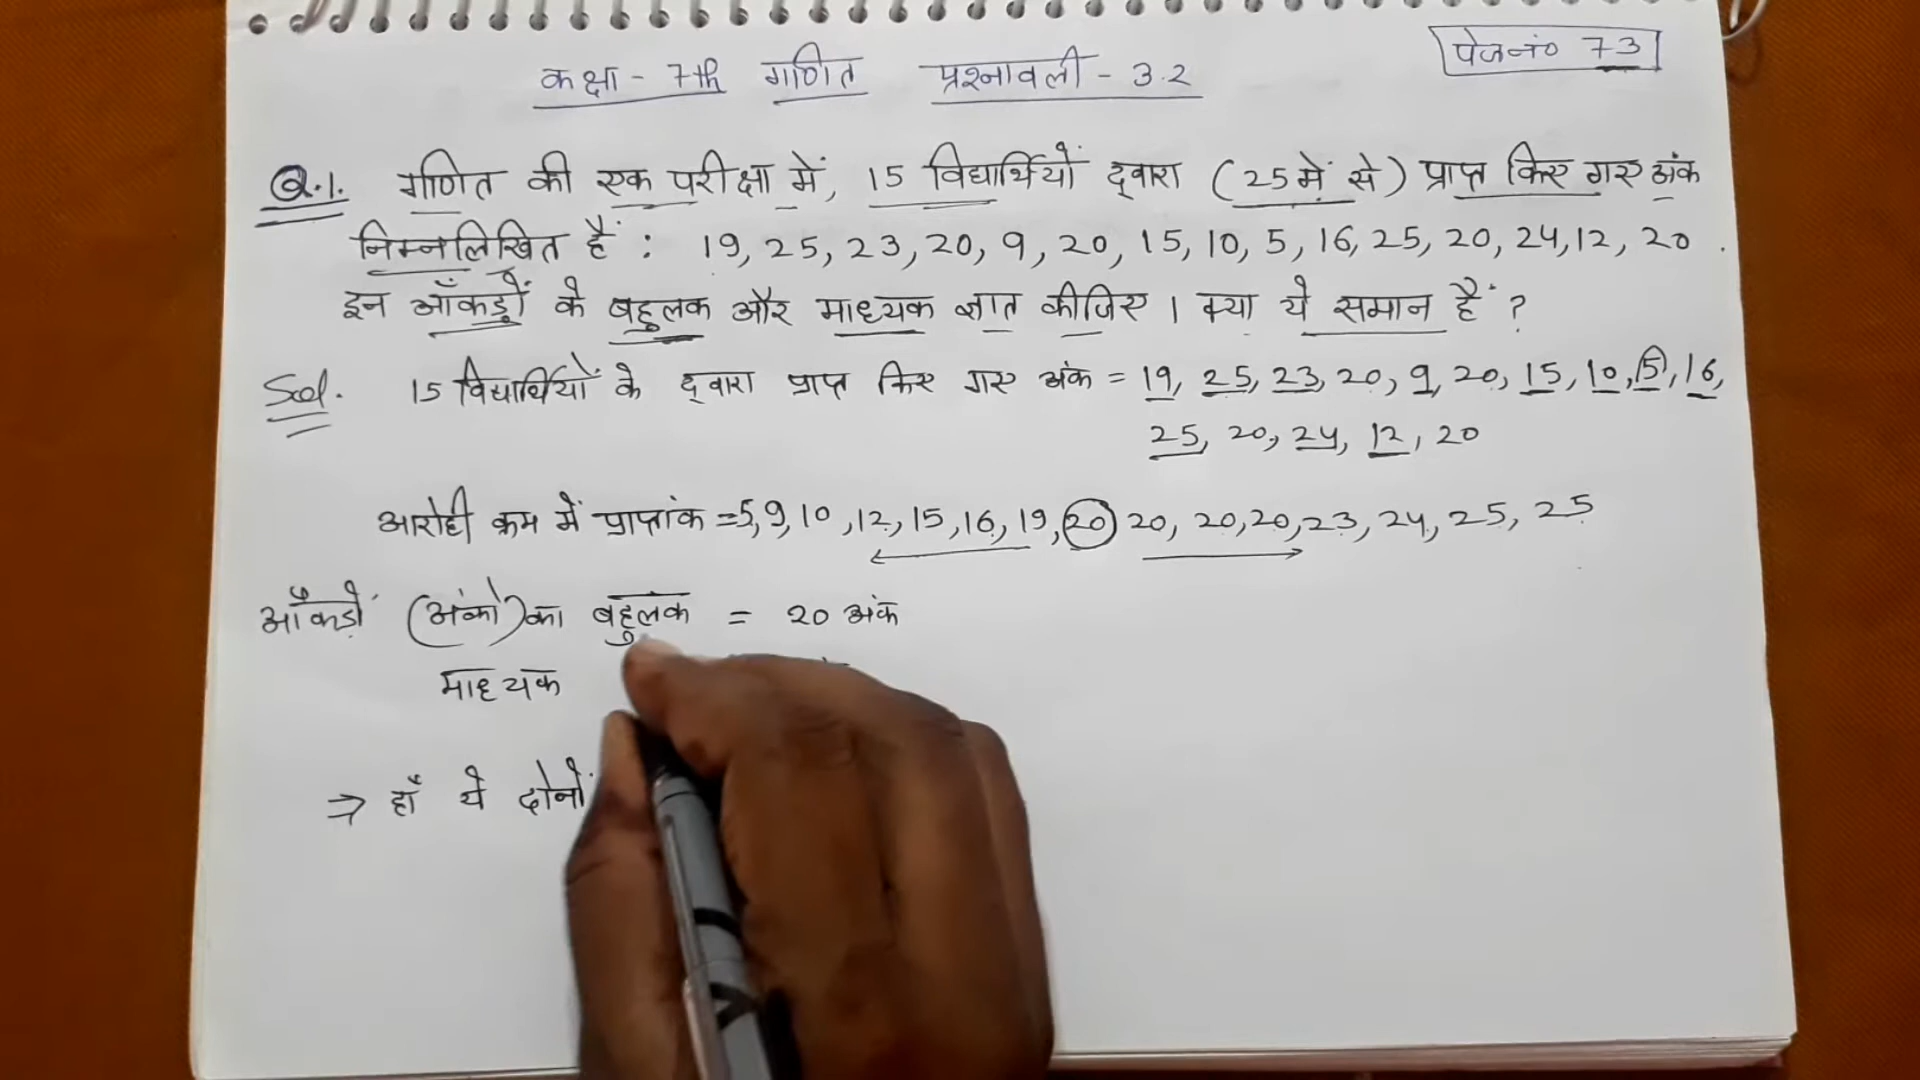 कक्षा - 7th गणित प्रश्नावली - 3.2
पेज नं० 73
Q.1. गणित की एक परीक्षा में, 15 विद्यार्थियों द्वारा (25 में से) प्राप्त किए गए अंक
निम्नलिखित हैं : 19, 25, 23, 20, 9, 20, 15, 10, 5, 16, 25, 20, 24, 12, 20 .
इन आँकड़ों के बहुलक और माध्यक ज्ञात कीजिए । क्या ये समान हैं ?
Sol. 15 विद्यार्थियों के द्वारा प्राप्त किए गए अंक = 19, 25, 23, 20, 9, 20, 15, 10, 5, 16,
25, 20, 24, 12, 20
आरोही क्रम में प्राप्तांक = 5, 9, 10, 12, 15, 16, 19, 20 20, 20, 20, 23, 24, 25, 25
आँकड़ों (अंकों) का बहुलक = 20 अंक
माध्यक
⇒ हाँ ये दोनों